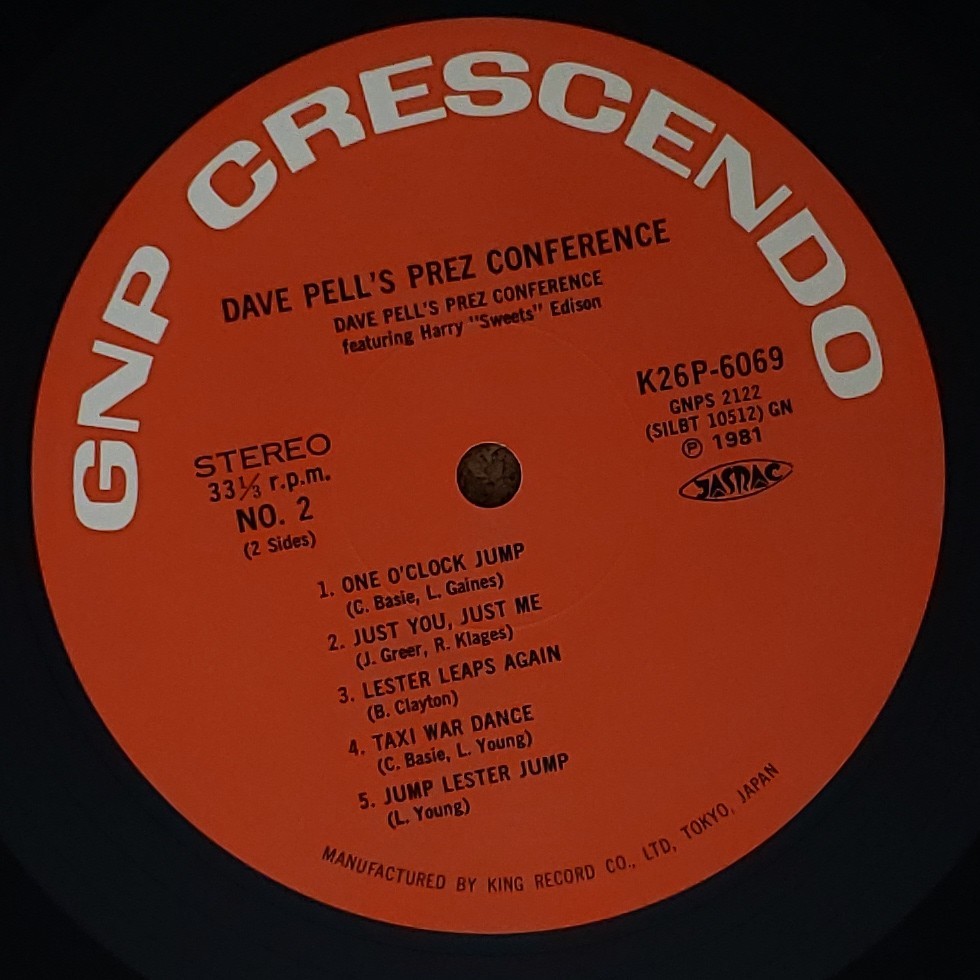 GNP CRESCENDO
DAVE PELL'S PREZ CONFERENCE
DAVE PELL'S PREZ CONFERENCE
featuring Harry "Sweets" Edison
K26P-6069
GNPS 2122
(SILBT 10512) GN
Ⓟ 1981
JASRAC
STEREO
33⅓ r.p.m.
NO. 2
(2 Sides)
1. ONE O'CLOCK JUMP
(C. Basie, L. Gaines)
2. JUST YOU, JUST ME
(J. Greer, R. Klages)
3. LESTER LEAPS AGAIN
(B. Clayton)
4. TAXI WAR DANCE
(C. Basie, L. Young)
5. JUMP LESTER JUMP
(L. Young)
MANUFACTURED BY KING RECORD CO., LTD, TOKYO, JAPAN